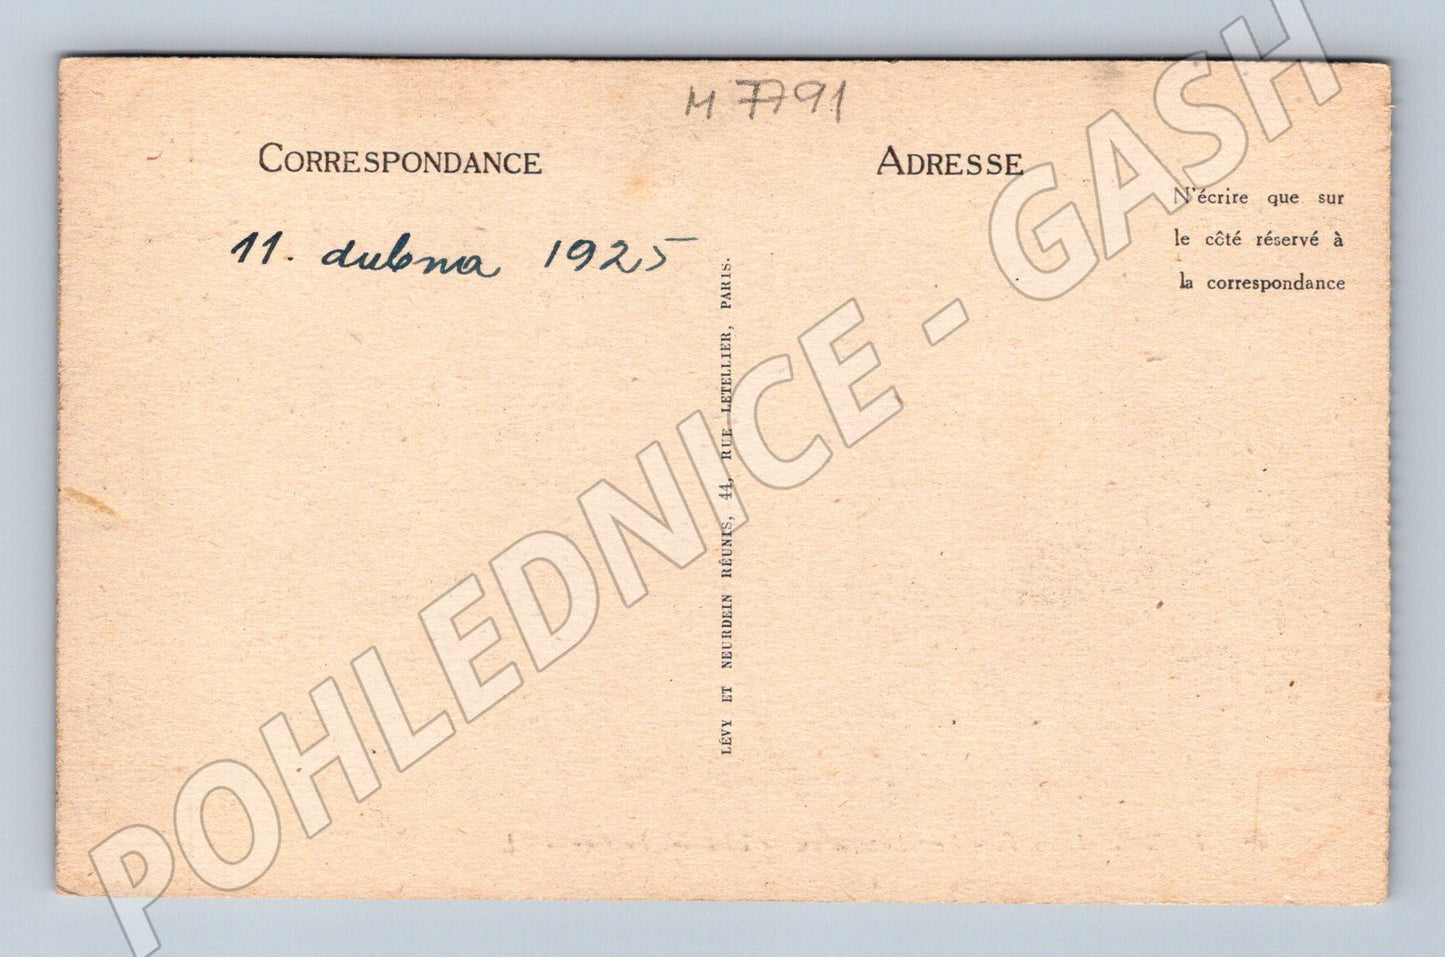 M 7791
CORRESPONDANCE
ADRESSE
N'écrire que sur
le côté réservé à
la correspondance
11. dubna 1925
LÉVY ET NEURDEIN RÉUNIS, 44, RUE LETELLIER, PARIS.
POHLEDNICE - GASH